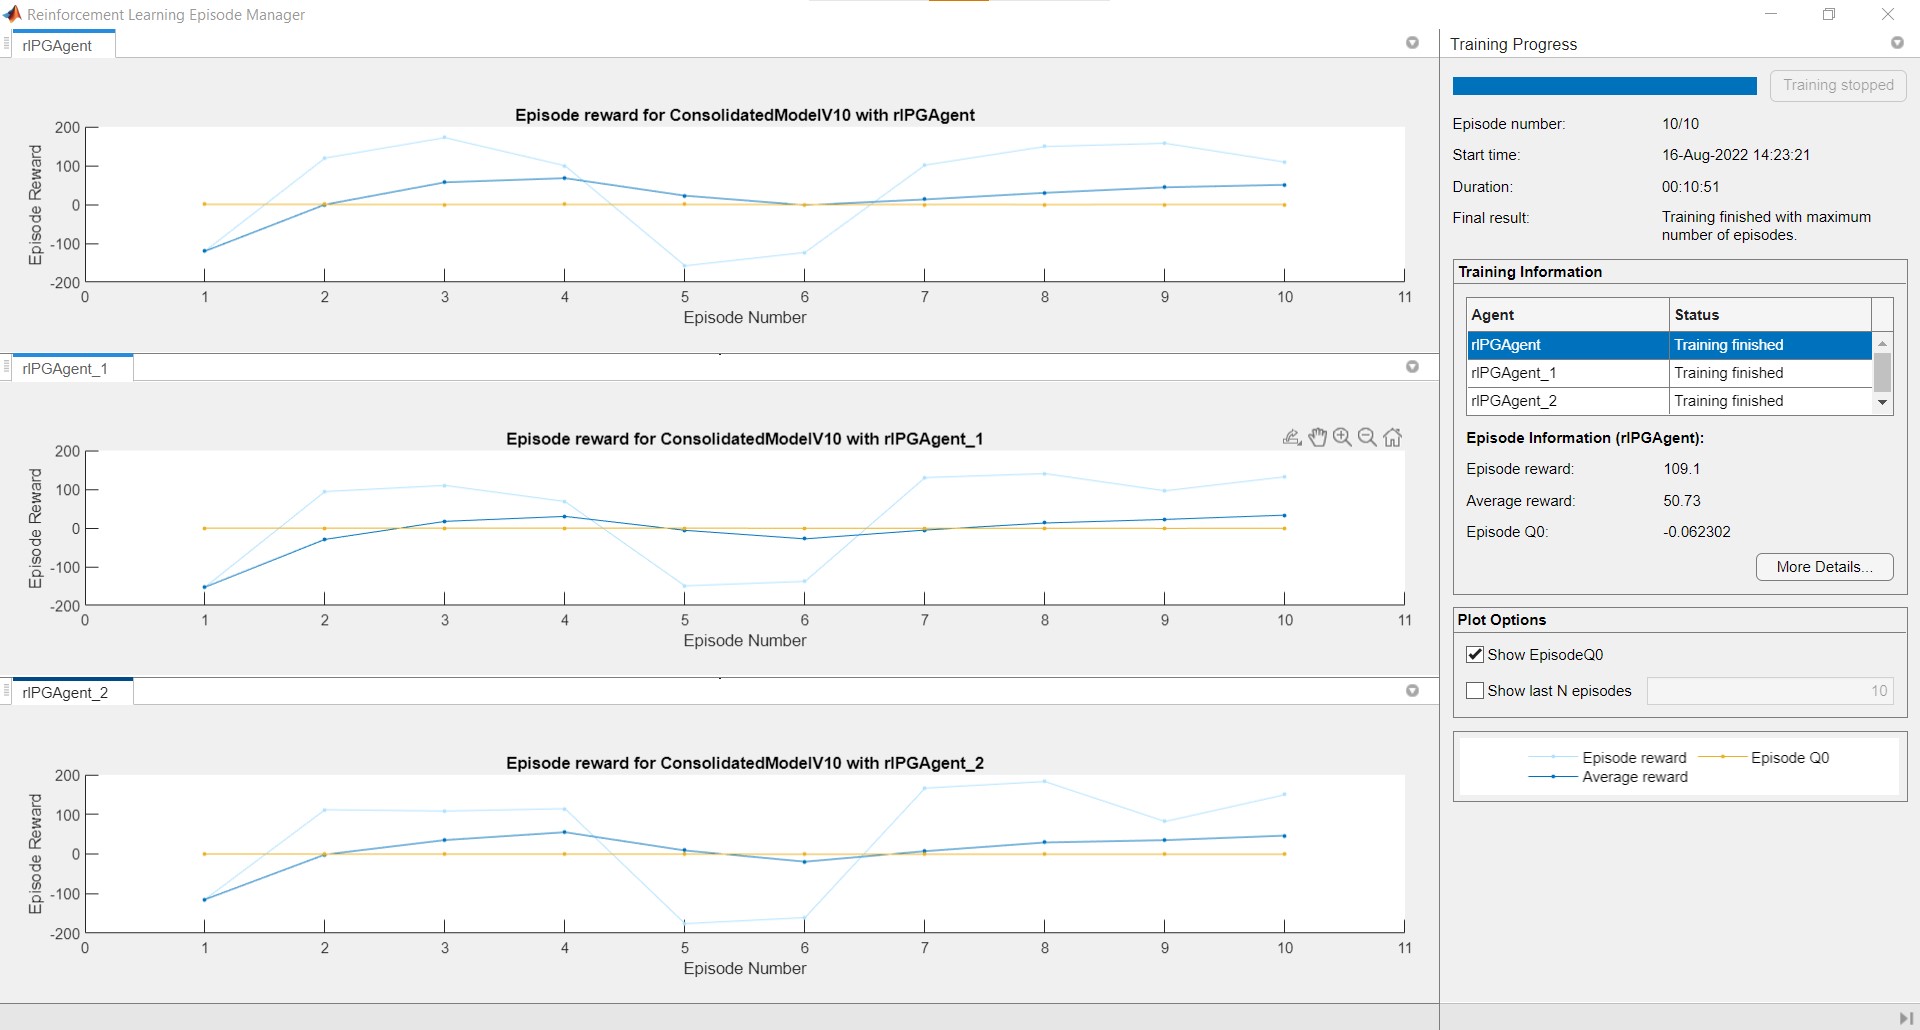 Reinforcement Learning Episode Manager
rlPGAgent
Episode reward for ConsolidatedModelV10 with rlPGAgent
Episode Reward
200
100
0
-100
-200
0 1 2 3 4 5 6 7 8 9 10 11
Episode Number
rlPGAgent_1
Episode reward for ConsolidatedModelV10 with rlPGAgent_1
Episode Reward
200
100
0
-100
-200
0 1 2 3 4 5 6 7 8 9 10 11
Episode Number
rlPGAgent_2
Episode reward for ConsolidatedModelV10 with rlPGAgent_2
Episode Reward
200
100
0
-100
-200
0 1 2 3 4 5 6 7 8 9 10 11
Episode Number
Training Progress
Training stopped
Episode number: 10/10
Start time: 16-Aug-2022 14:23:21
Duration: 00:10:51
Final result: Training finished with maximum
number of episodes.
Training Information
Agent Status
rlPGAgent Training finished
rlPGAgent_1 Training finished
rlPGAgent_2 Training finished
Episode Information (rlPGAgent):
Episode reward: 109.1
Average reward: 50.73
Episode Q0: -0.062302
More Details...
Plot Options
Show EpisodeQ0
Show last N episodes 10
Episode reward Episode Q0
Average reward